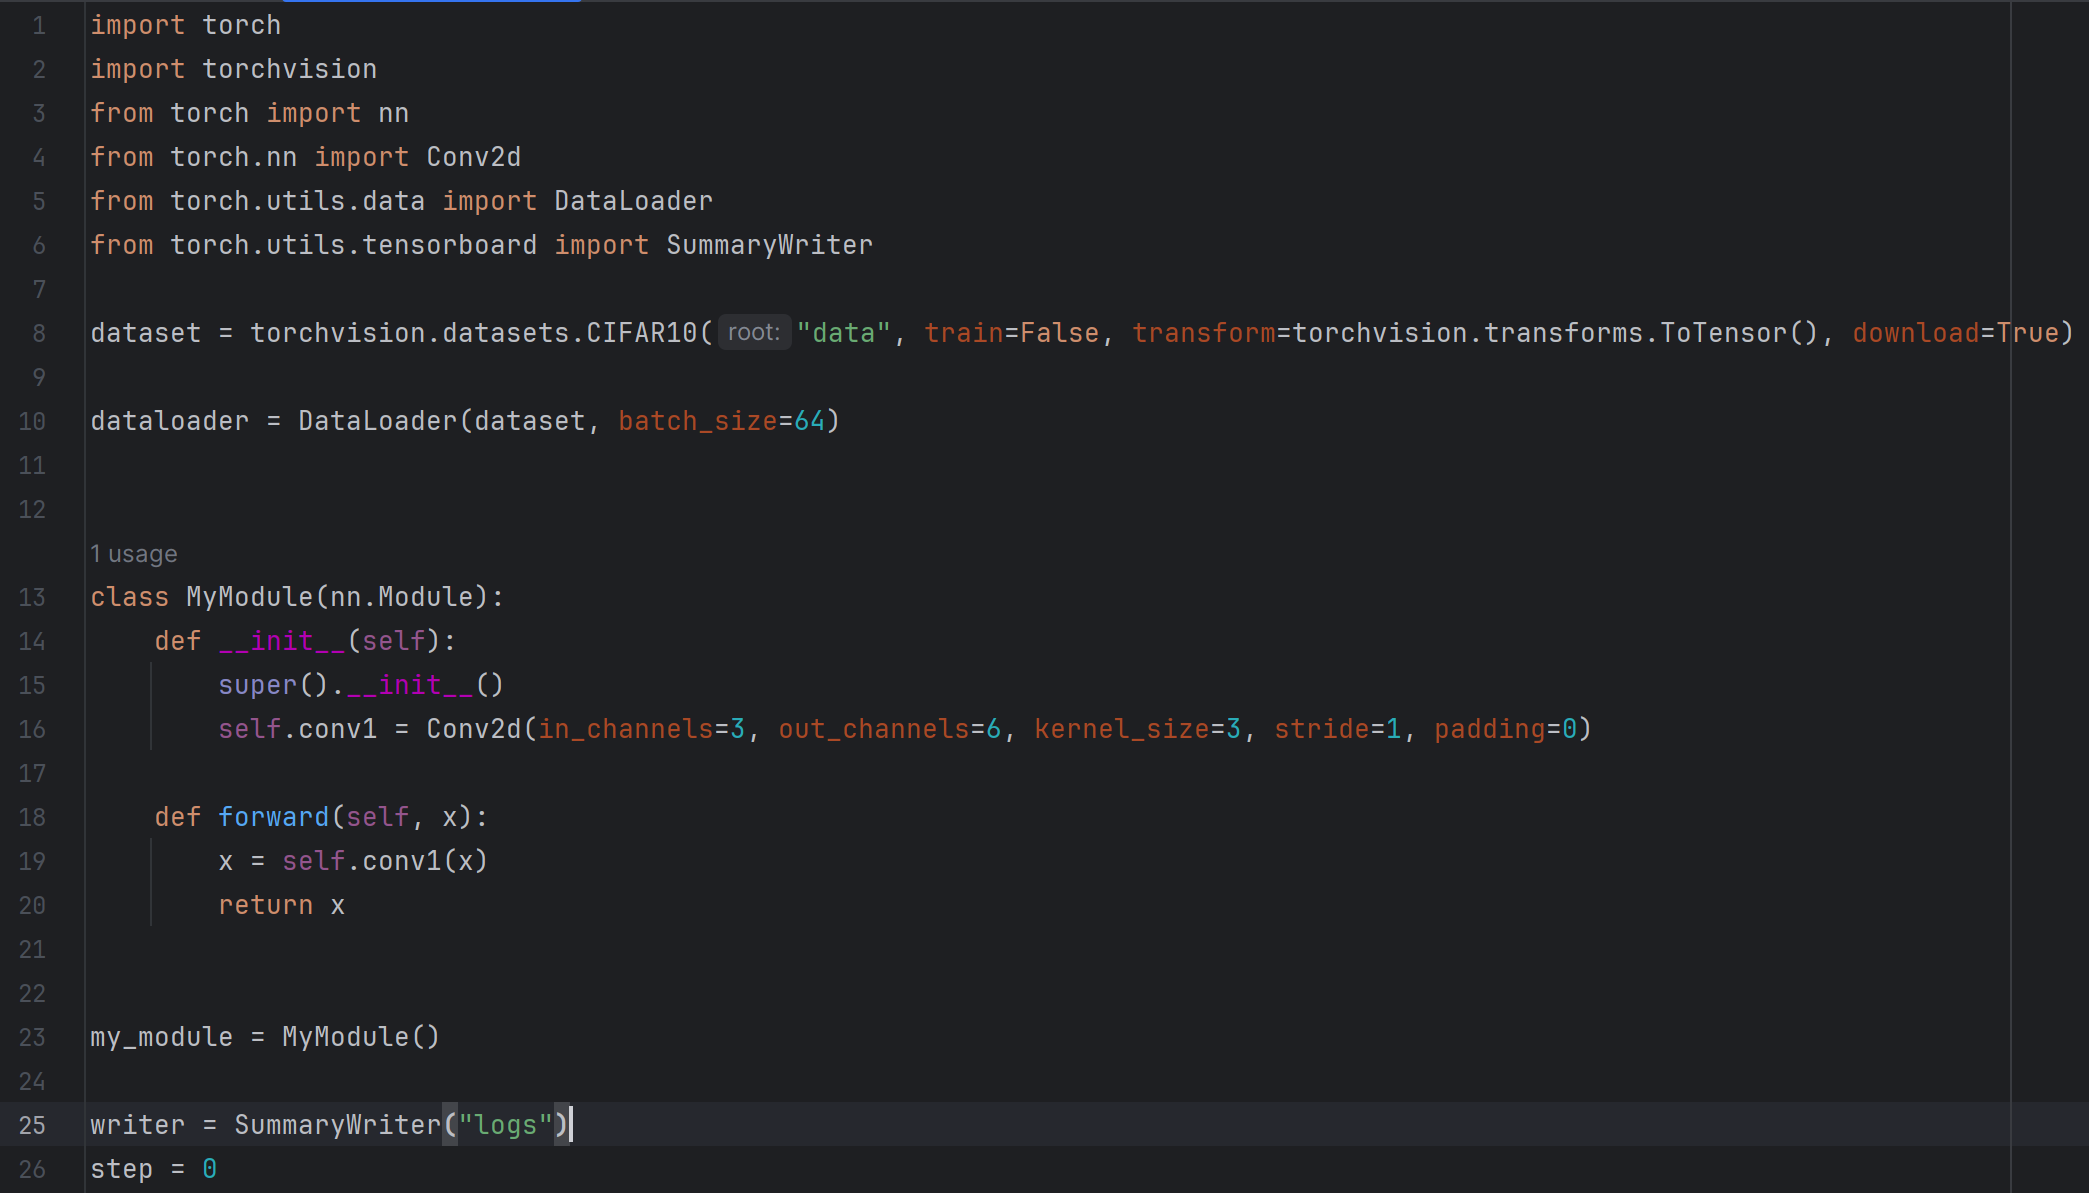 1 import torch
2 import torchvision
3 from torch import nn
4 from torch.nn import Conv2d
5 from torch.utils.data import DataLoader
6 from torch.utils.tensorboard import SummaryWriter
7
8 dataset = torchvision.datasets.CIFAR10( root: "data", train=False, transform=torchvision.transforms.ToTensor(), download=True)
9
10 dataloader = DataLoader(dataset, batch_size=64)
11
12
1 usage
13 class MyModule(nn.Module):
14     def __init__(self):
15         super().__init__()
16         self.conv1 = Conv2d(in_channels=3, out_channels=6, kernel_size=3, stride=1, padding=0)
17
18     def forward(self, x):
19         x = self.conv1(x)
20         return x
21
22
23 my_module = MyModule()
24
25 writer = SummaryWriter("logs")
26 step = 0